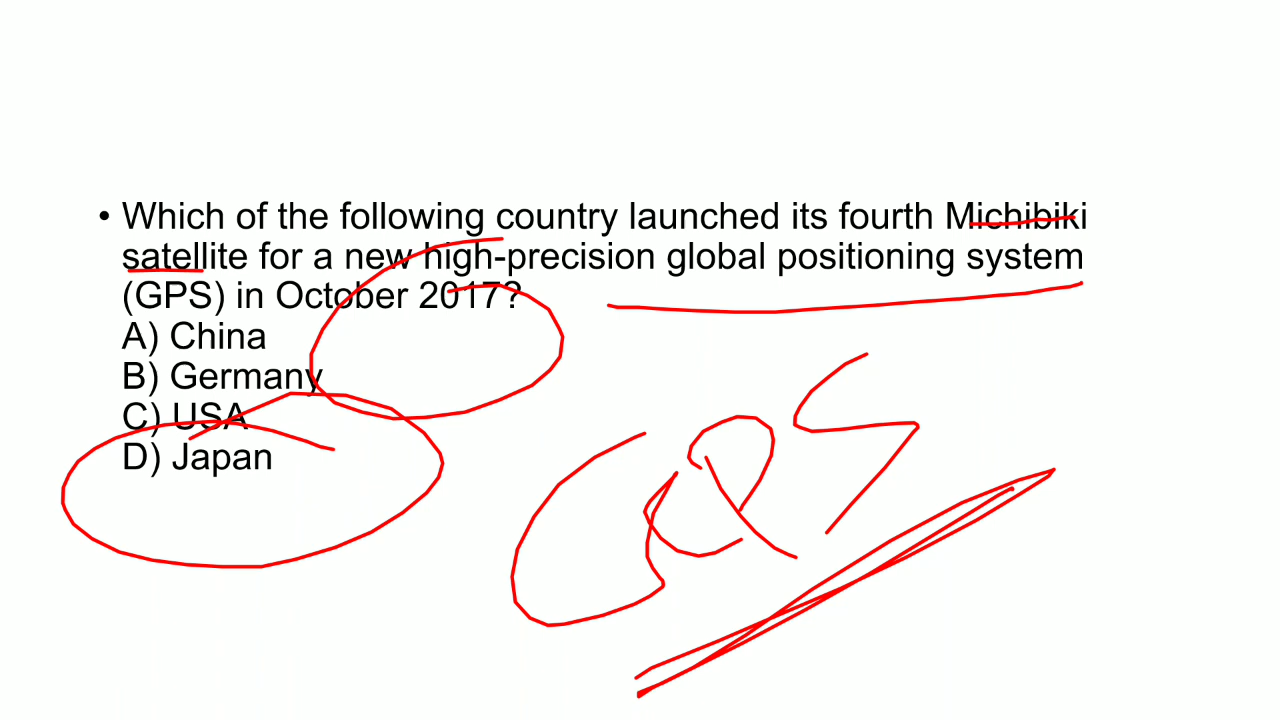 • Which of the following country launched its fourth Michibiki
satellite for a new high-precision global positioning system
(GPS) in October 2017?
A) China
B) Germany
C) USA
D) Japan
GPS